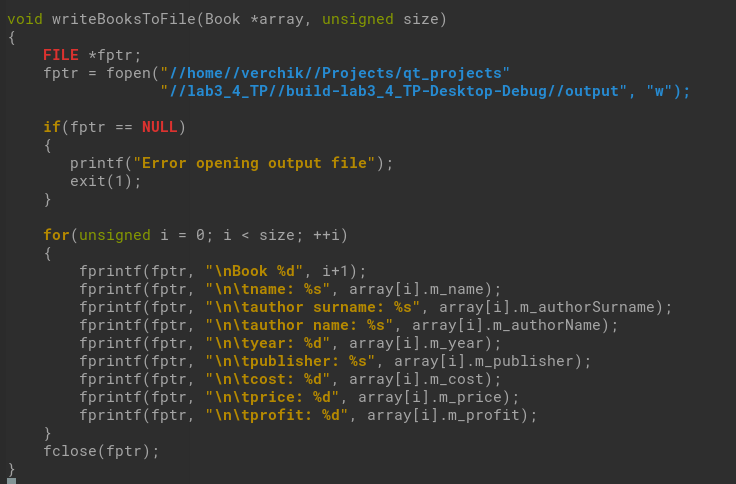 void writeBooksToFile(Book *array, unsigned size)
{
    FILE *fptr;
    fptr = fopen("//home//verchik//Projects/qt_projects"
                 "//lab3_4_TP//build-lab3_4_TP-Desktop-Debug//output", "w");

    if(fptr == NULL)
    {
       printf("Error opening output file");
       exit(1);
    }

    for(unsigned i = 0; i < size; ++i)
    {
        fprintf(fptr, "\nBook %d", i+1);
        fprintf(fptr, "\n\tname: %s", array[i].m_name);
        fprintf(fptr, "\n\tauthor surname: %s", array[i].m_authorSurname);
        fprintf(fptr, "\n\tauthor name: %s", array[i].m_authorName);
        fprintf(fptr, "\n\tyear: %d", array[i].m_year);
        fprintf(fptr, "\n\tpublisher: %s", array[i].m_publisher);
        fprintf(fptr, "\n\tcost: %d", array[i].m_cost);
        fprintf(fptr, "\n\tprice: %d", array[i].m_price);
        fprintf(fptr, "\n\tprofit: %d", array[i].m_profit);
    }
    fclose(fptr);
}